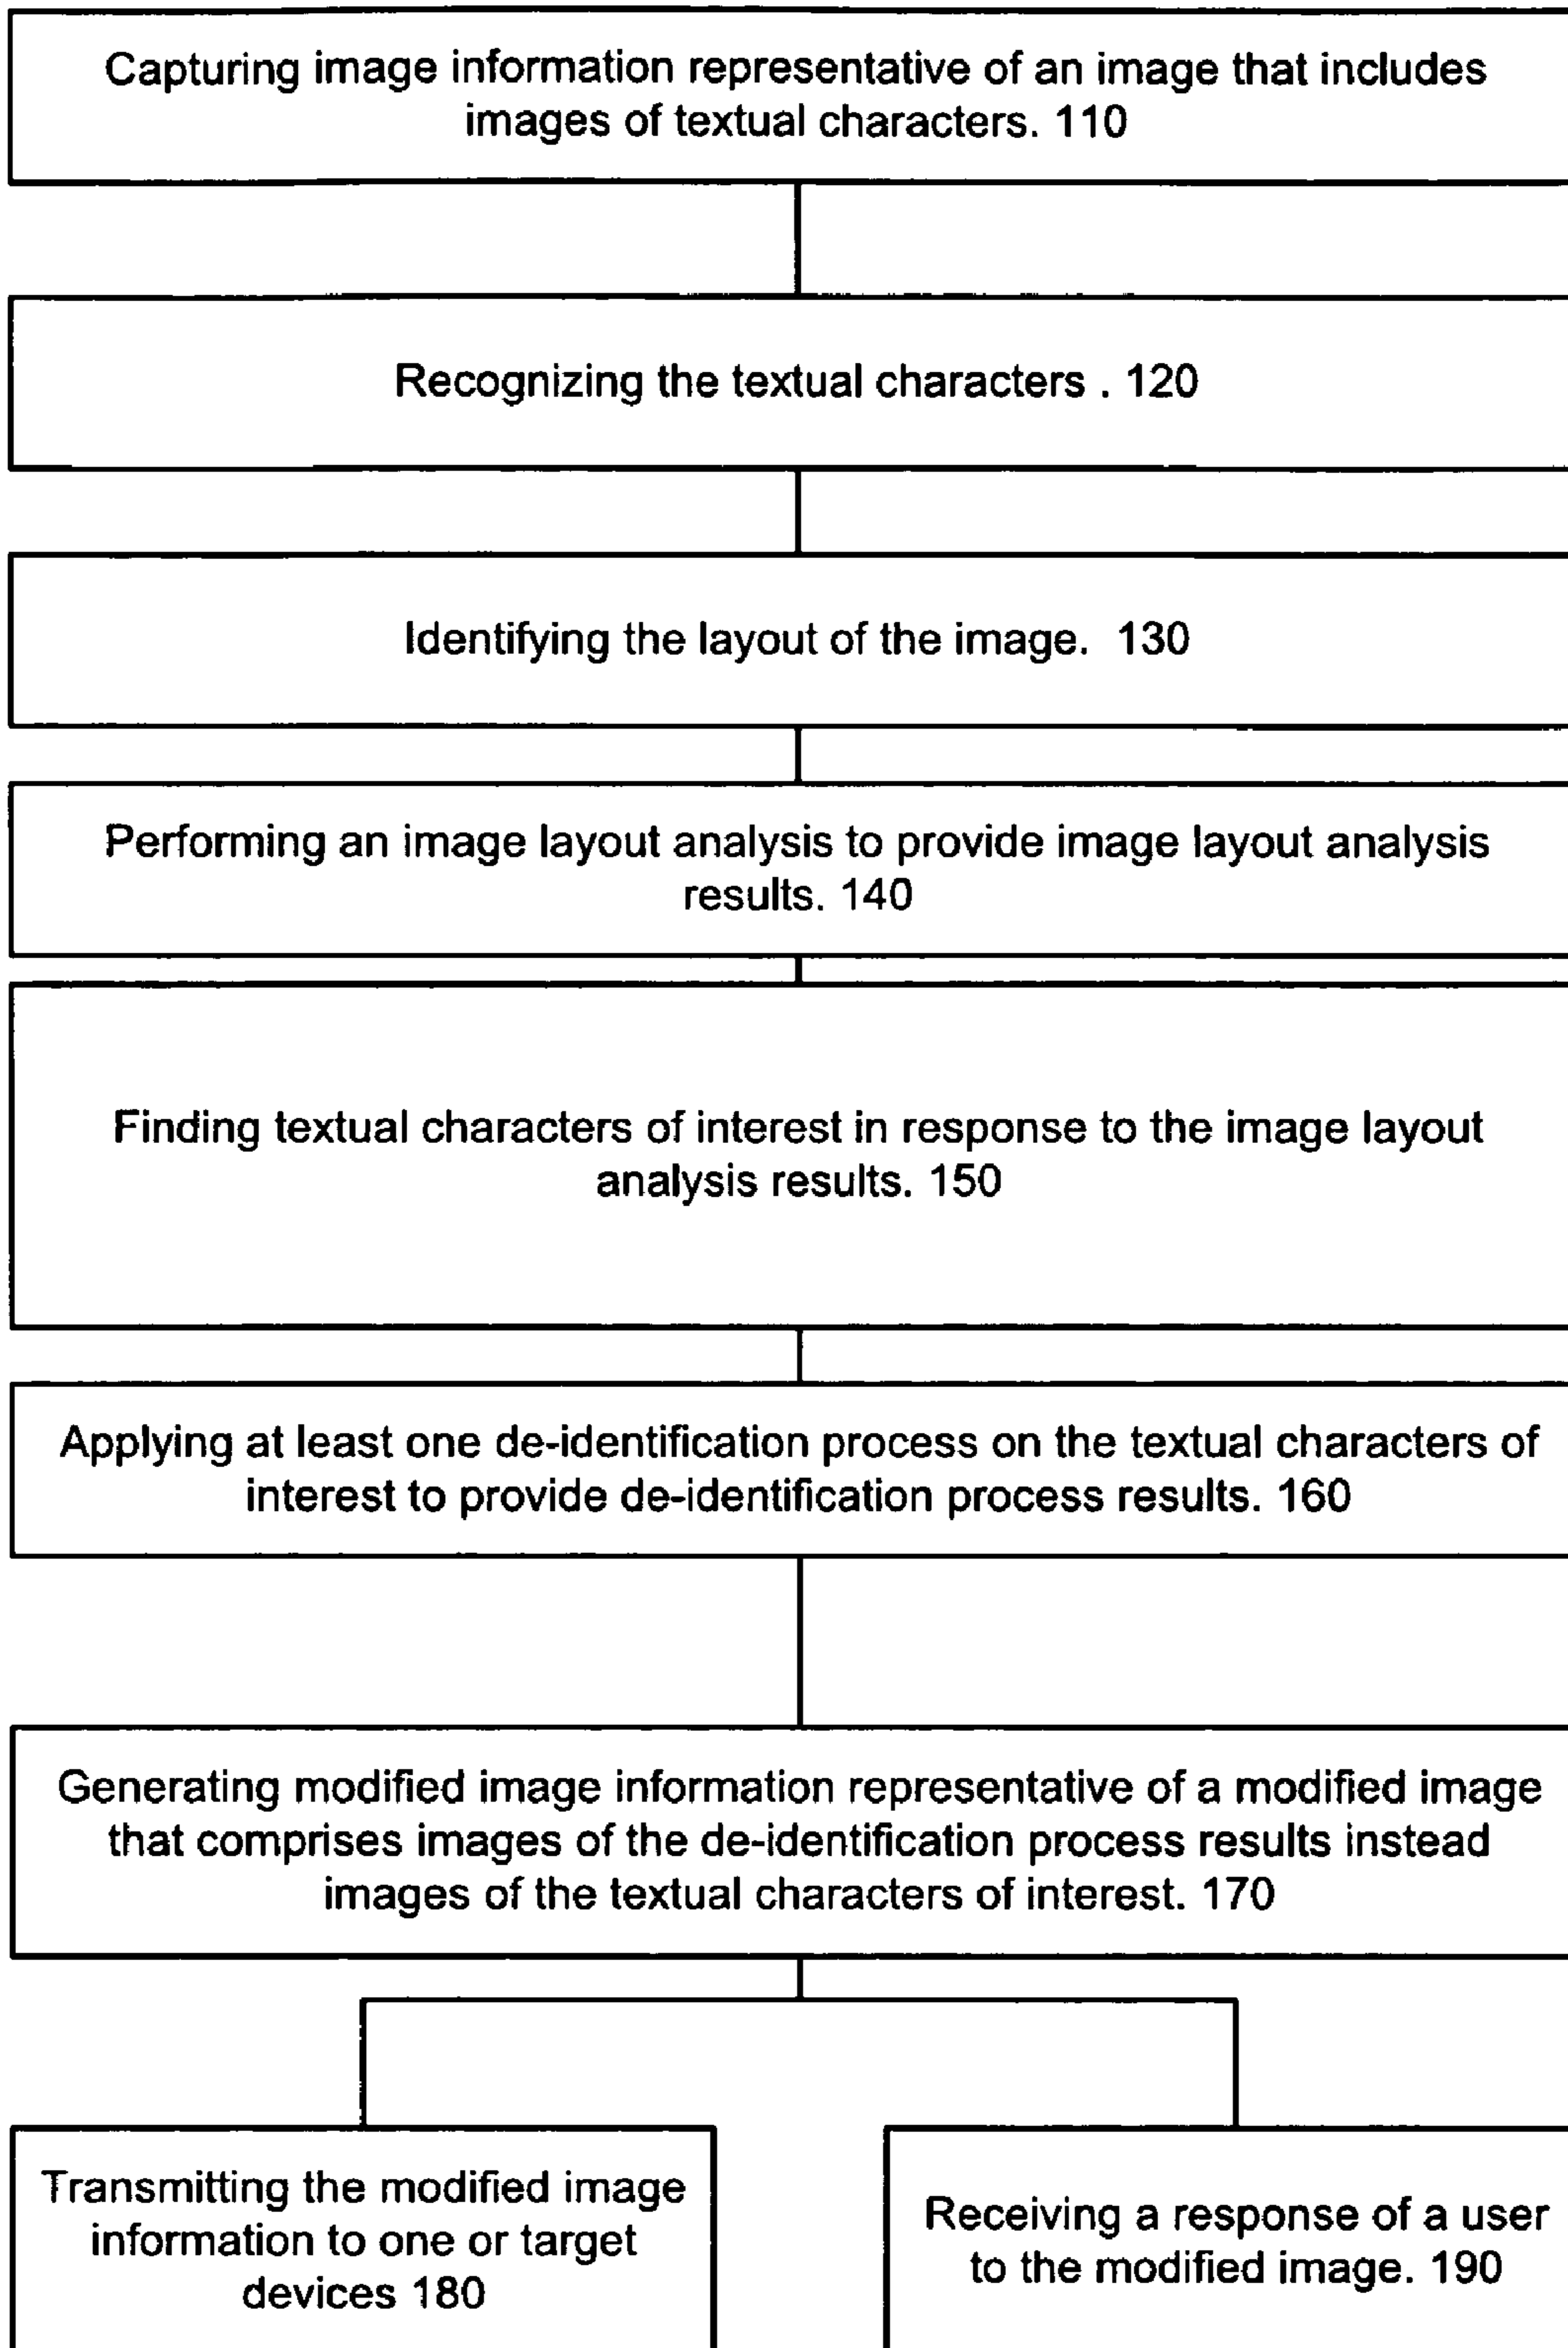 Capturing image information representative of an image that includes
images of textual characters. 110
Recognizing the textual characters . 120
Identifying the layout of the image. 130
Performing an image layout analysis to provide image layout analysis
results. 140
Finding textual characters of interest in response to the image layout
analysis results. 150
Applying at least one de-identification process on the textual characters of
interest to provide de-identification process results. 160
Generating modified image information representative of a modified image
that comprises images of the de-identification process results instead
images of the textual characters of interest. 170
Transmitting the modified image
information to one or target
devices 180
Receiving a response of a user
to the modified image. 190